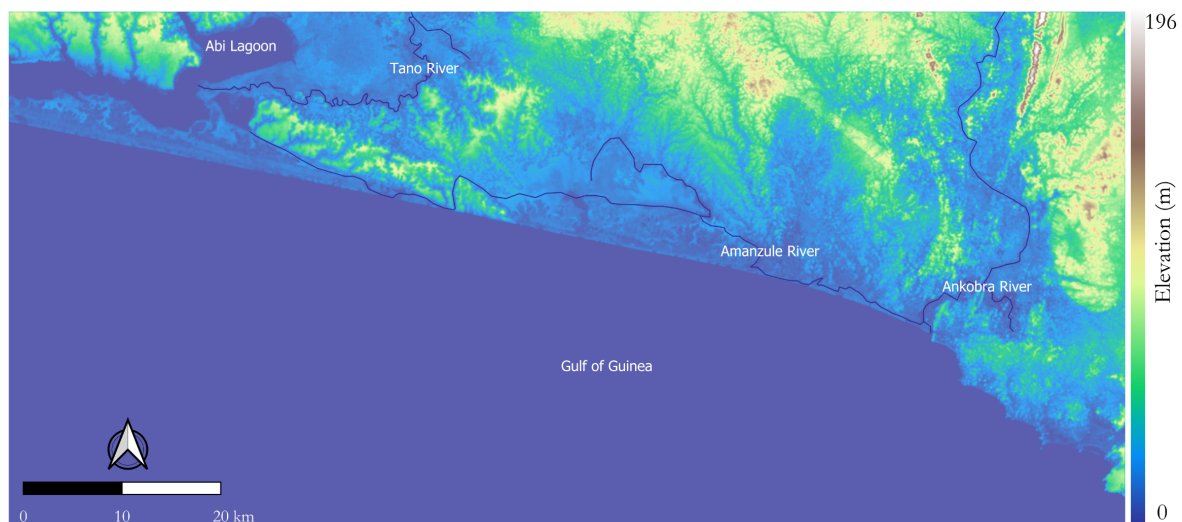 196
Abi Lagoon
Tano River
Amanzule River
Ankobra River
Elevation (m)
Gulf of Guinea
0 10 20 km
0